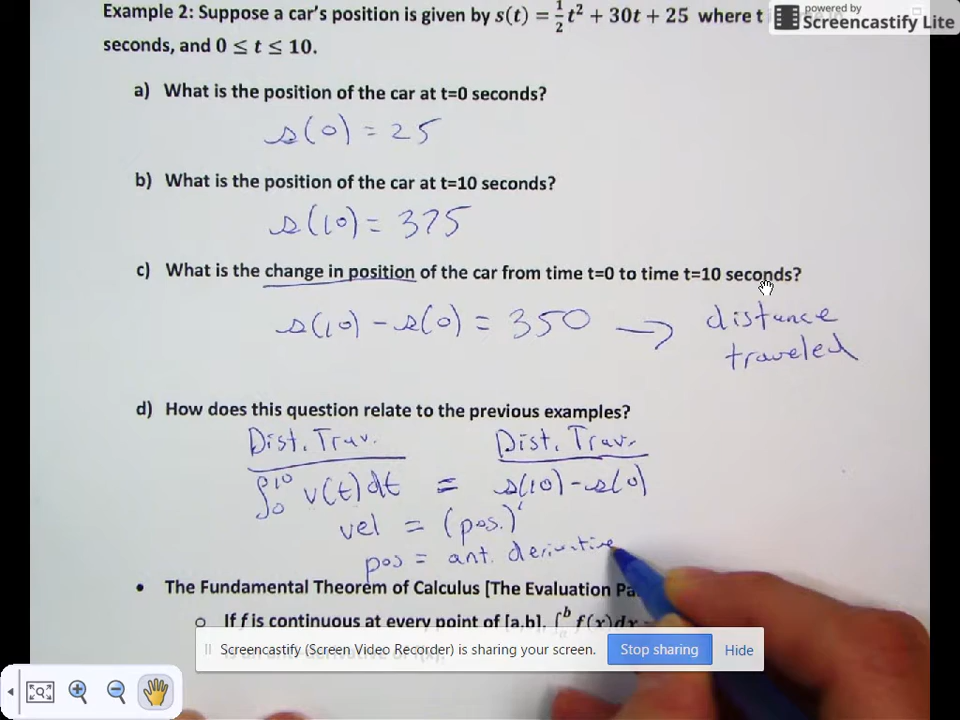 Example 2: Suppose a car's position is given by s(t) = 1/2 t² + 30t + 25 where t
powered by
Screencastify Lite
seconds, and 0 ≤ t ≤ 10.
a) What is the position of the car at t=0 seconds?
s(0) = 25
b) What is the position of the car at t=10 seconds?
s(10) = 375
c) What is the change in position of the car from time t=0 to time t=10 seconds?
s(10) - s(0) = 350 → distance
traveled
d) How does this question relate to the previous examples?
Dist. Trav. Dist. Trav.
∫₀¹⁰ v(t)dt = s(10) - s(0)
vel = (pos.)'
pos = ant. derivative
• The Fundamental Theorem of Calculus [The Evaluation
o If f is continuous at every point of [a,b], ∫ₐᵇ f(x)dx
Screencastify (Screen Video Recorder) is sharing your screen. Stop sharing Hide